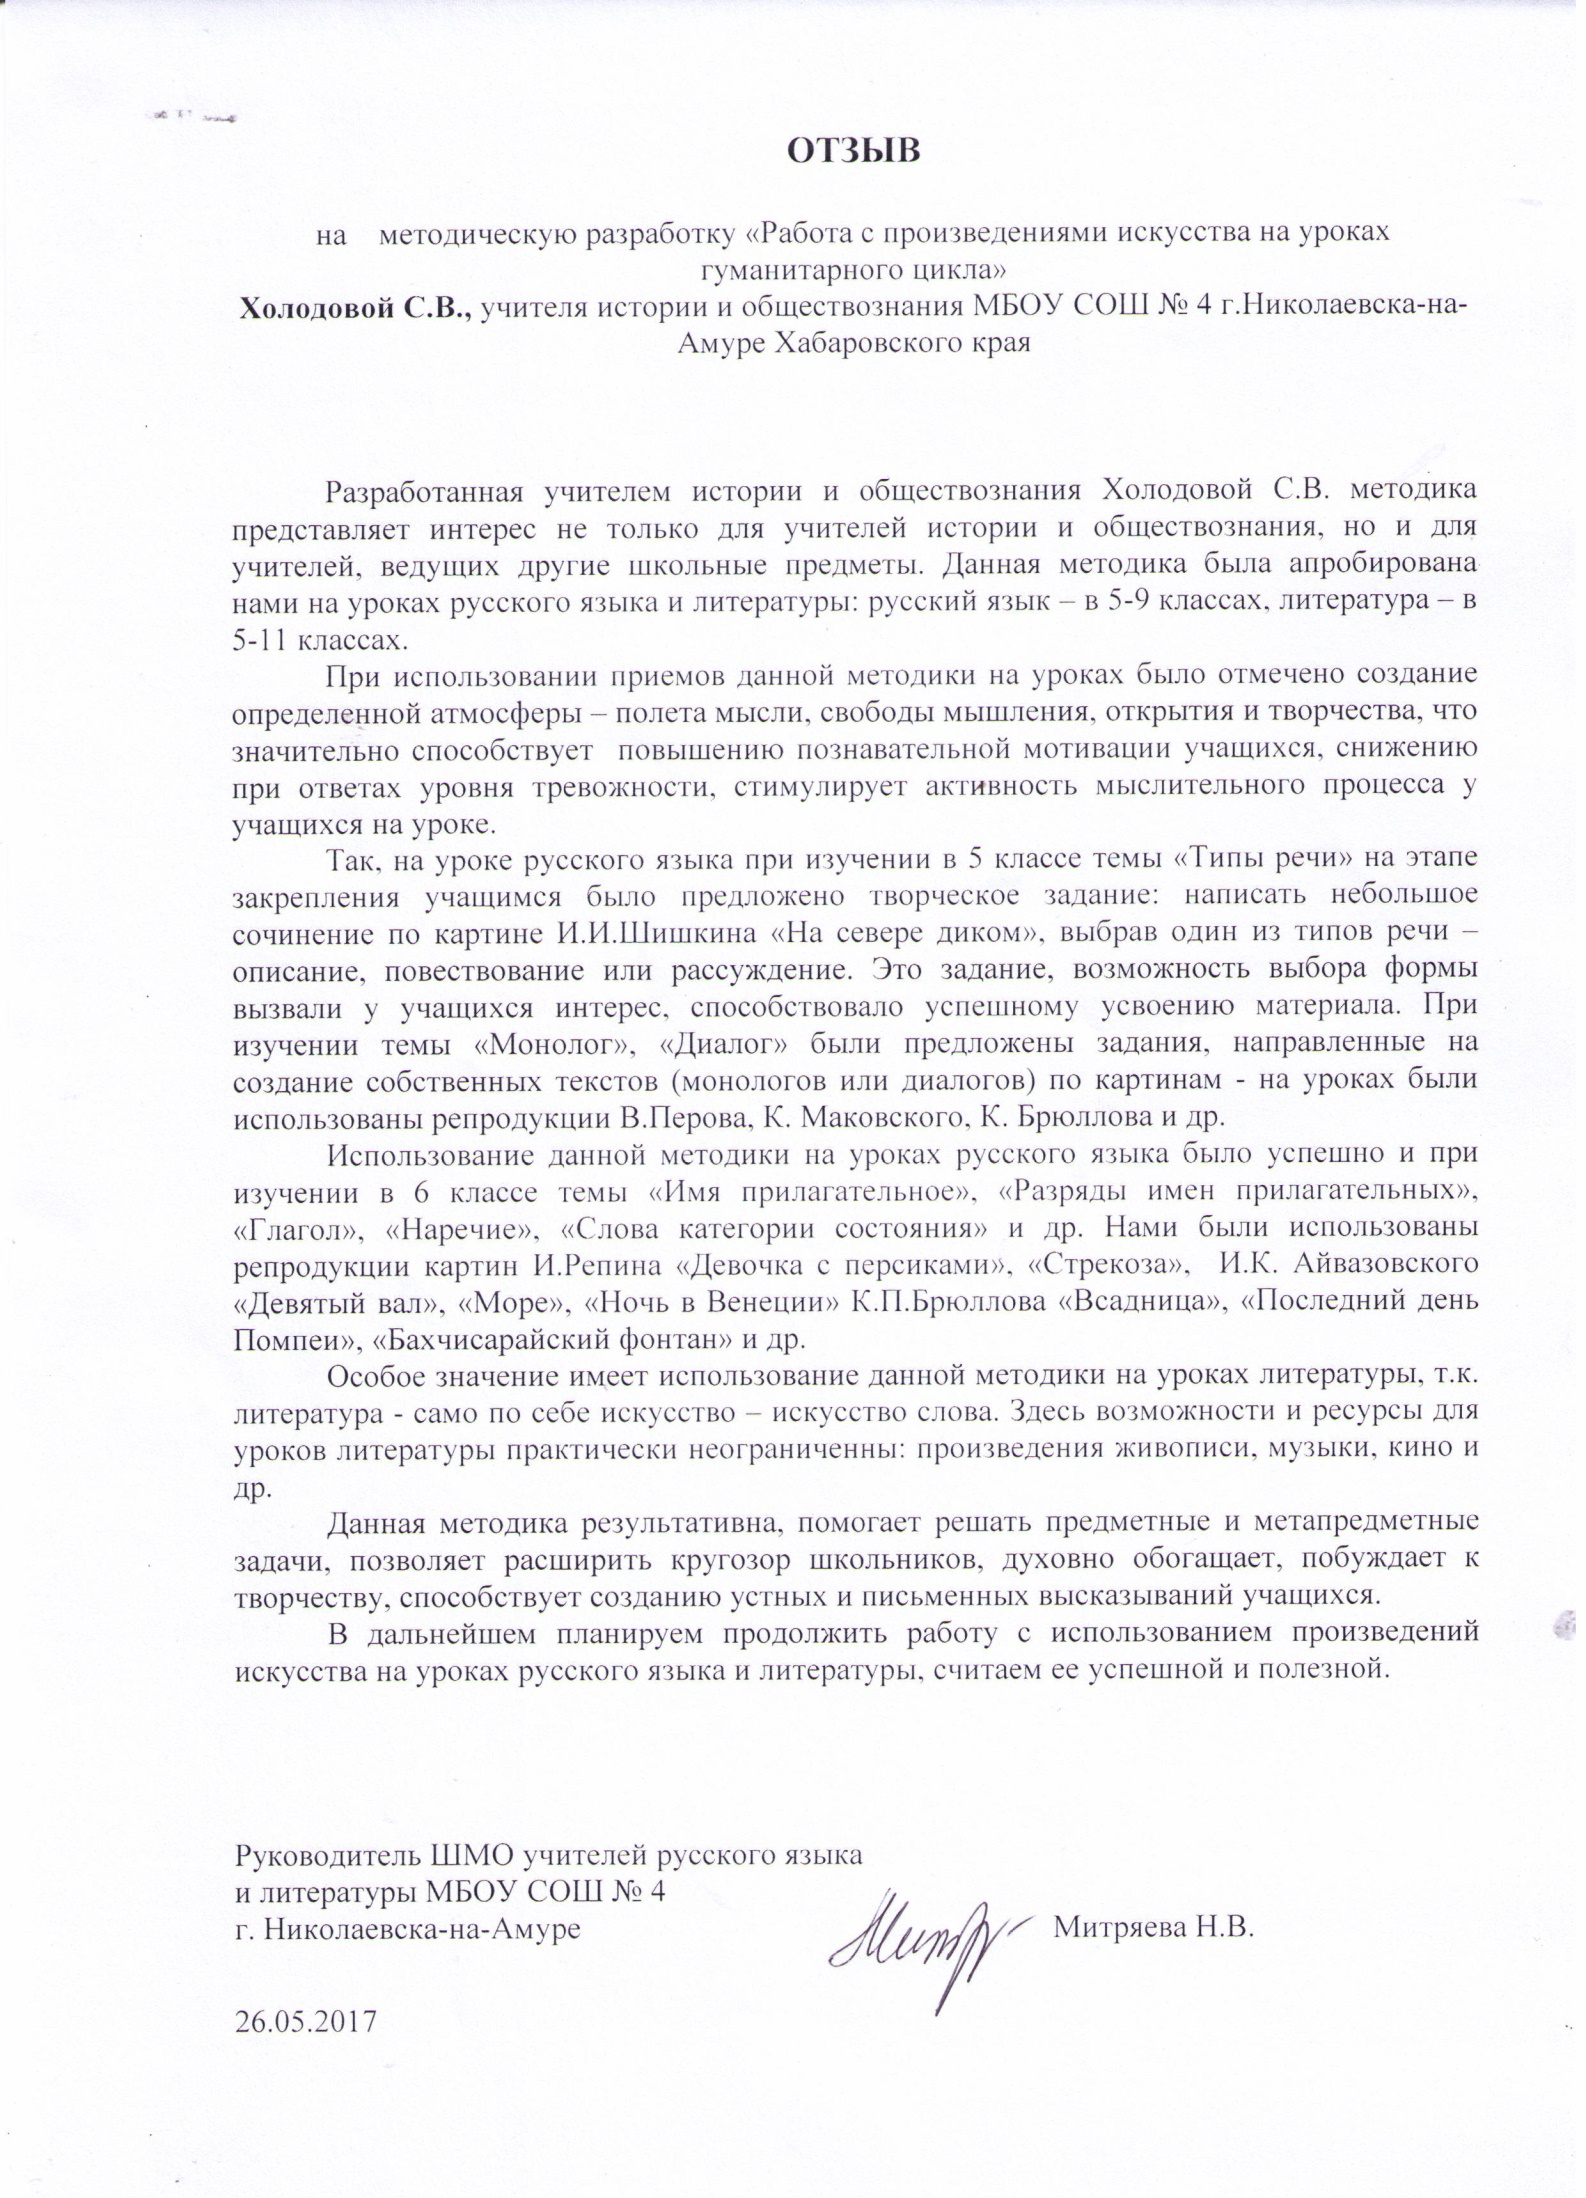 ОТЗЫВ
на методическую разработку «Работа с произведениями искусства на уроках
гуманитарного цикла»
Холодовой С.В., учителя истории и обществознания МБОУ СОШ № 4 г.Николаевска-на-
Амуре Хабаровского края
Разработанная учителем истории и обществознания Холодовой С.В. методика
представляет интерес не только для учителей истории и обществознания, но и для
учителей, ведущих другие школьные предметы. Данная методика была апробирована
нами на уроках русского языка и литературы: русский язык – в 5-9 классах, литература – в
5-11 классах.
При использовании приемов данной методики на уроках было отмечено создание
определенной атмосферы – полета мысли, свободы мышления, открытия и творчества, что
значительно способствует повышению познавательной мотивации учащихся, снижению
при ответах уровня тревожности, стимулирует активность мыслительного процесса у
учащихся на уроке.
Так, на уроке русского языка при изучении в 5 классе темы «Типы речи» на этапе
закрепления учащимся было предложено творческое задание: написать небольшое
сочинение по картине И.И.Шишкина «На севере диком», выбрав один из типов речи –
описание, повествование или рассуждение. Это задание, возможность выбора формы
вызвали у учащихся интерес, способствовало успешному усвоению материала. При
изучении темы «Монолог», «Диалог» были предложены задания, направленные на
создание собственных текстов (монологов или диалогов) по картинам - на уроках были
использованы репродукции В.Перова, К. Маковского, К. Брюллова и др.
Использование данной методики на уроках русского языка было успешно и при
изучении в 6 классе темы «Имя прилагательное», «Разряды имен прилагательных»,
«Глагол», «Наречие», «Слова категории состояния» и др. Нами были использованы
репродукции картин И.Репина «Девочка с персиками», «Стрекоза», И.К. Айвазовского
«Девятый вал», «Море», «Ночь в Венеции» К.П.Брюллова «Всадница», «Последний день
Помпеи», «Бахчисарайский фонтан» и др.
Особое значение имеет использование данной методики на уроках литературы, т.к.
литература - само по себе искусство – искусство слова. Здесь возможности и ресурсы для
уроков литературы практически неограниченны: произведения живописи, музыки, кино и
др.
Данная методика результативна, помогает решать предметные и метапредметные
задачи, позволяет расширить кругозор школьников, духовно обогащает, побуждает к
творчеству, способствует созданию устных и письменных высказываний учащихся.
В дальнейшем планируем продолжить работу с использованием произведений
искусства на уроках русского языка и литературы, считаем ее успешной и полезной.
Руководитель ШМО учителей русского языка
и литературы МБОУ СОШ № 4
г. Николаевска-на-Амуре Митряева Н.В.
26.05.2017